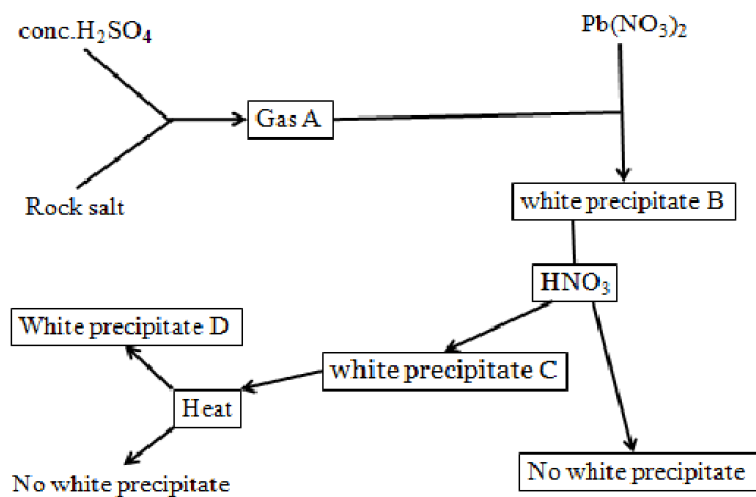 conc.H₂SO₄
Pb(NO₃)₂
Gas A
Rock salt
white precipitate B
HNO₃
White precipitate D
white precipitate C
Heat
No white precipitate
No white precipitate